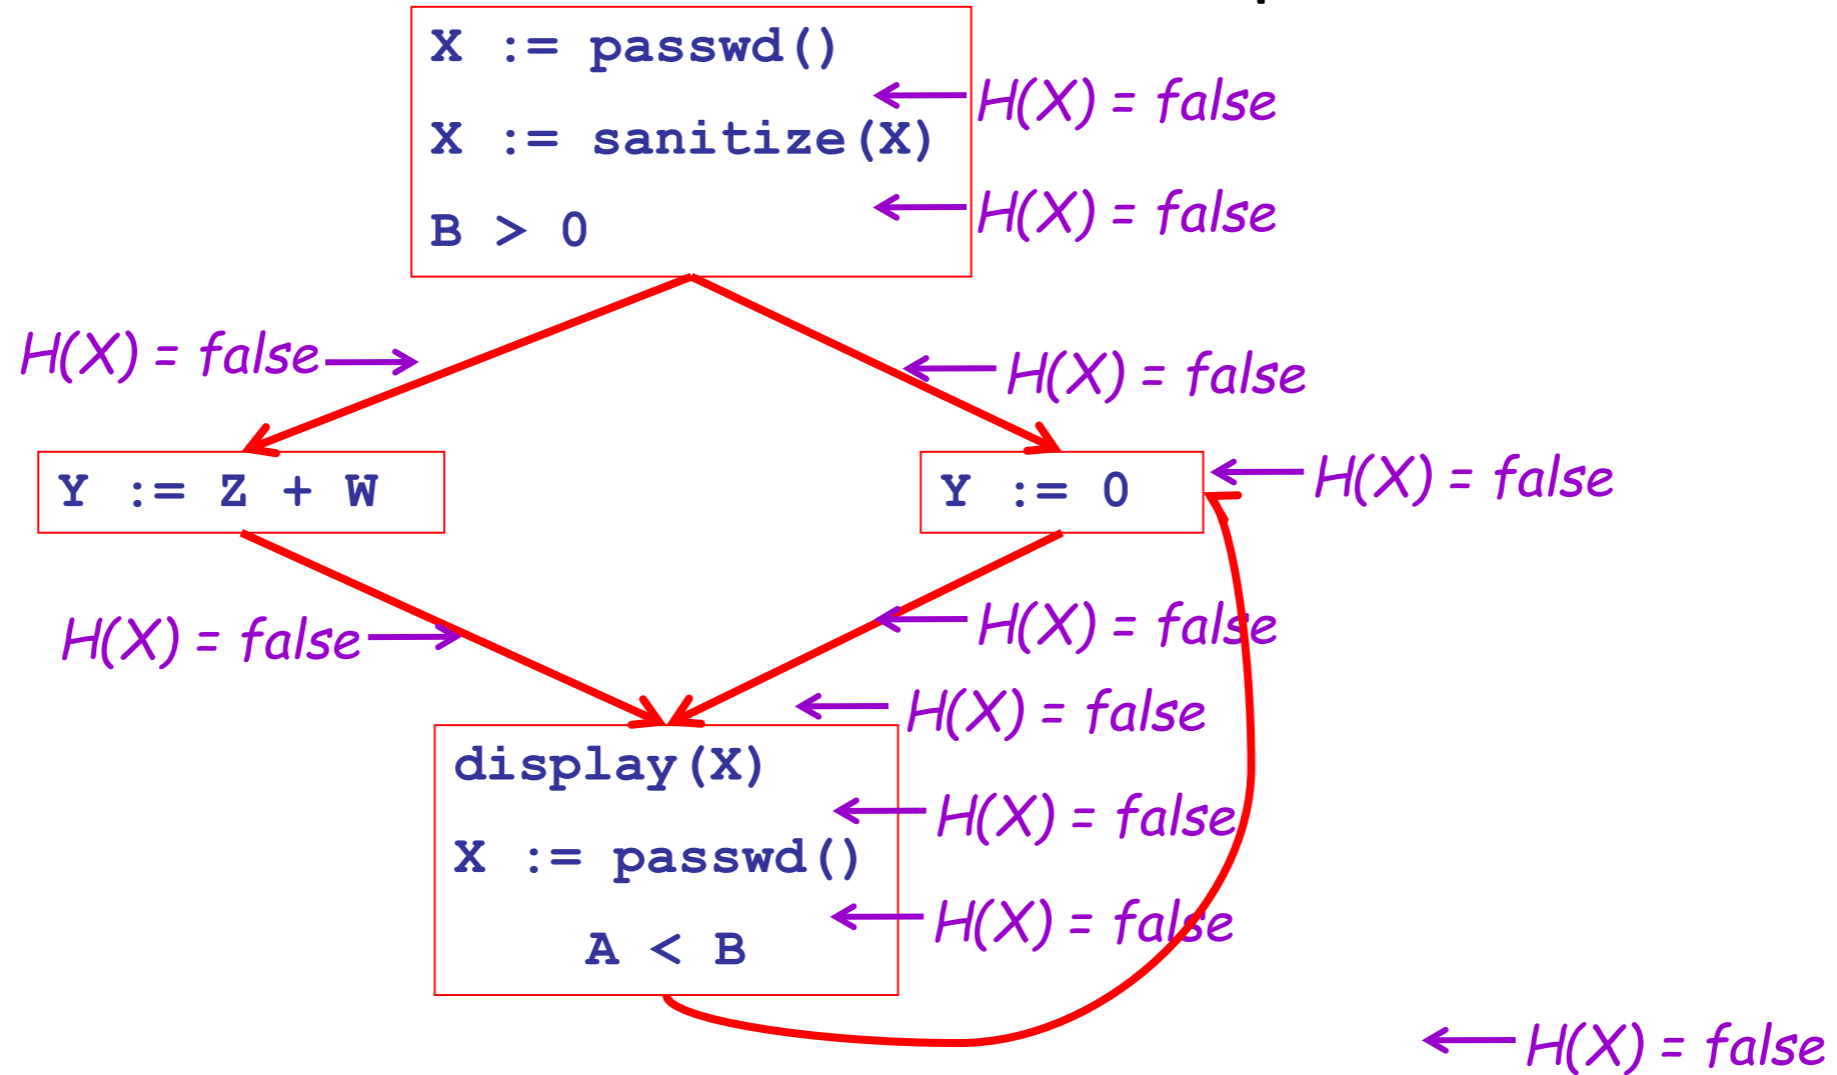 X := passwd()
H(X) = false
X := sanitize(X)
H(X) = false
B > 0
H(X) = false
H(X) = false
Y := Z + W
Y := 0
H(X) = false
H(X) = false
H(X) = false
H(X) = false
display(X)
H(X) = false
X := passwd()
H(X) = false
A < B
H(X) = false